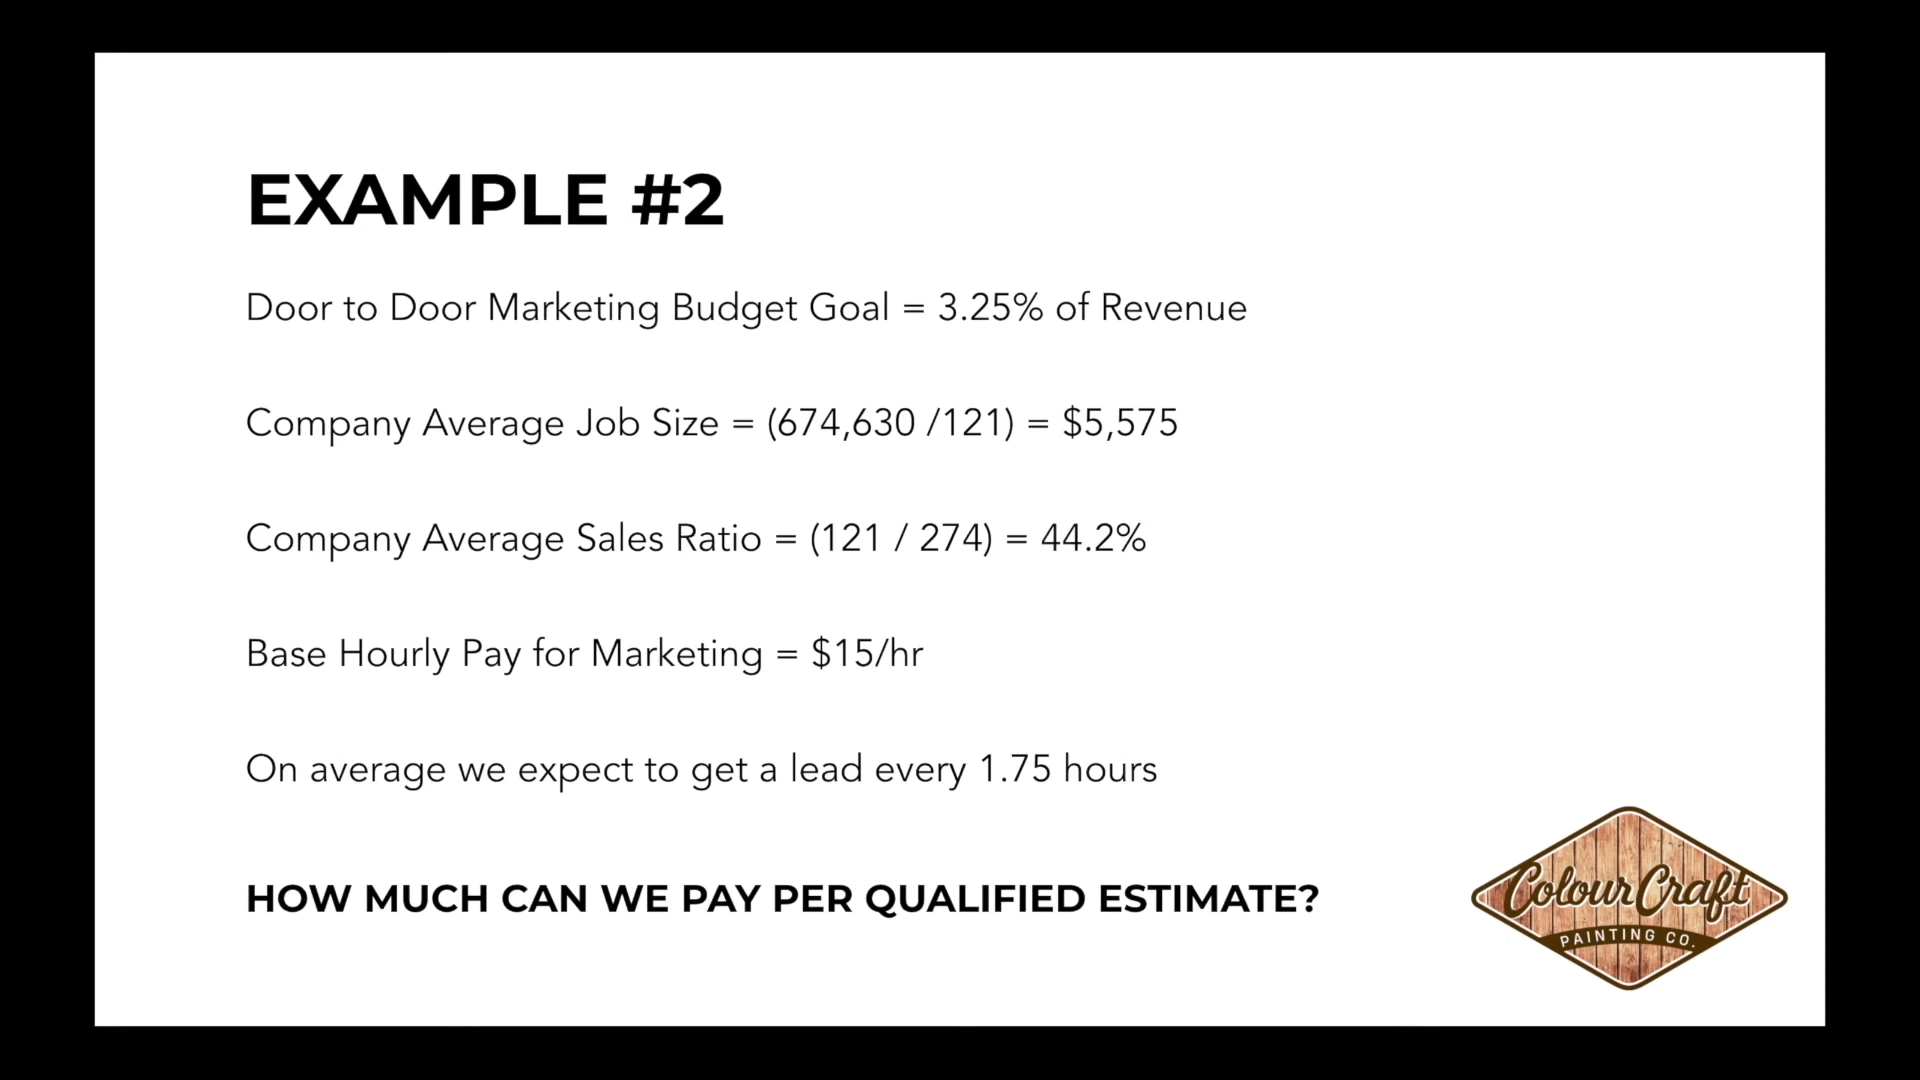 EXAMPLE #2
Door to Door Marketing Budget Goal = 3.25% of Revenue
Company Average Job Size = (674,630 /121) = $5,575
Company Average Sales Ratio = (121 / 274) = 44.2%
Base Hourly Pay for Marketing = $15/hr
On average we expect to get a lead every 1.75 hours
HOW MUCH CAN WE PAY PER QUALIFIED ESTIMATE?
ColourCraft
PAINTING CO.